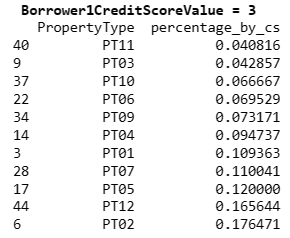 Borrower1CreditScoreValue = 3
PropertyType percentage_by_cs
40 PT11 0.040816
9 PT03 0.042857
37 PT10 0.066667
22 PT06 0.069529
34 PT09 0.073171
14 PT04 0.094737
3 PT01 0.109363
28 PT07 0.110041
17 PT05 0.120000
44 PT12 0.165644
6 PT02 0.176471